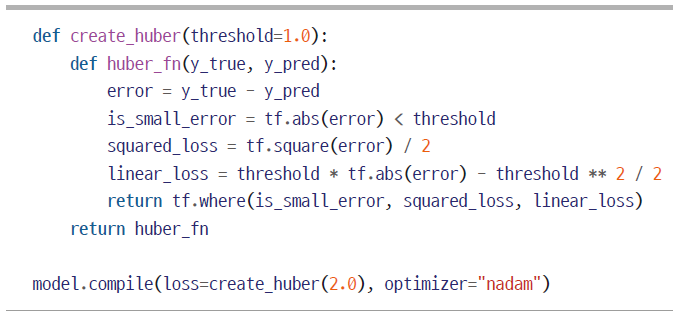 def create_huber(threshold=1.0):
    def huber_fn(y_true, y_pred):
        error = y_true - y_pred
        is_small_error = tf.abs(error) < threshold
        squared_loss = tf.square(error) / 2
        linear_loss = threshold * tf.abs(error) - threshold ** 2 / 2
        return tf.where(is_small_error, squared_loss, linear_loss)
    return huber_fn

model.compile(loss=create_huber(2.0), optimizer="nadam")